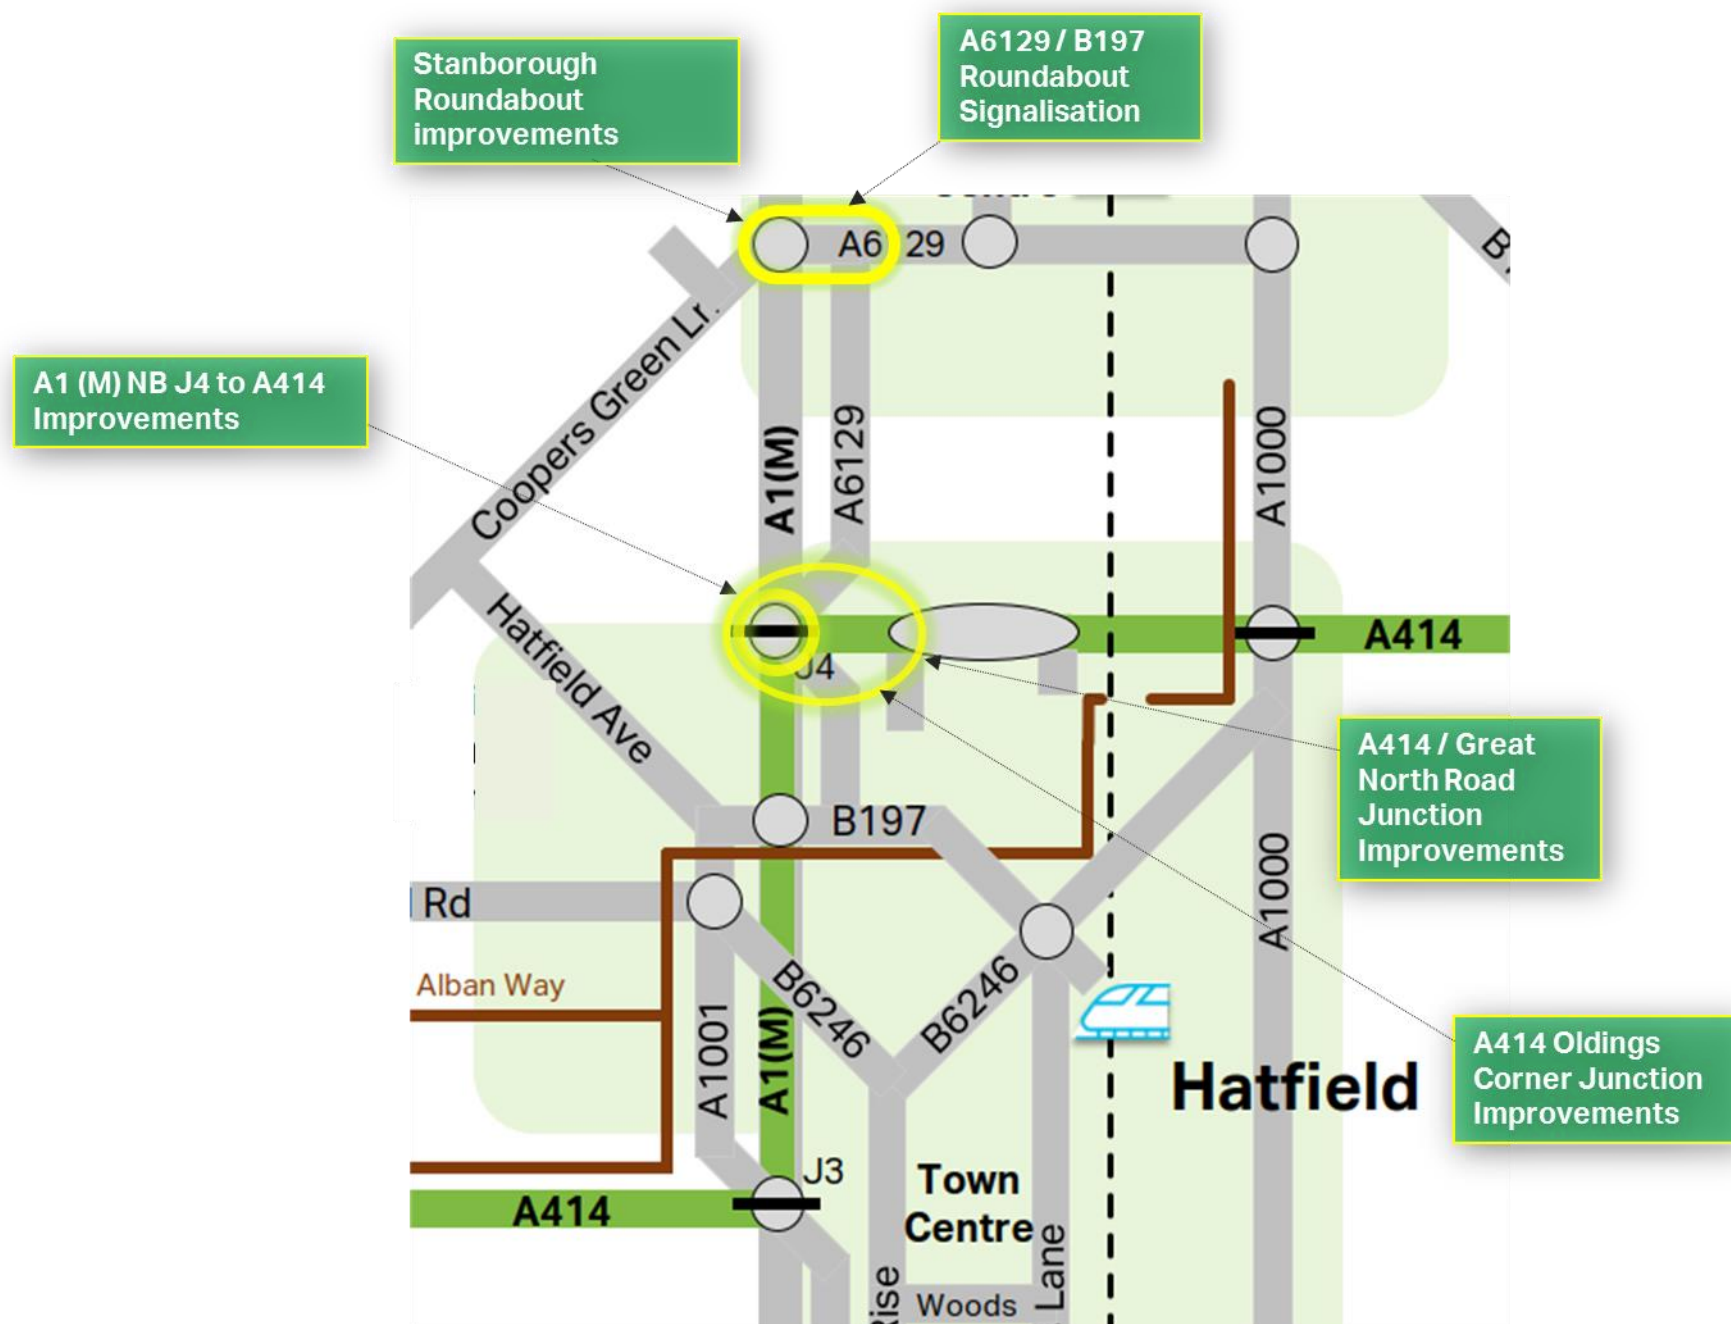 Stanborough
Roundabout
improvements
A6129 / B197
Roundabout
Signalisation
A6 29
Coopers Green
A1 (M) NB J4 to A414
Improvements
A1(M)
A6129
A1000
Hatfield Ave
J4
A414
A414 / Great
North Road
Junction
Improvements
B197
Rd
A1000
Alban Way
B6246
B6246
A1001
A1(M)
Hatfield
A414 Oldings
Corner Junction
Improvements
J3
Town
Centre
A414
Rise
Lane
Woods